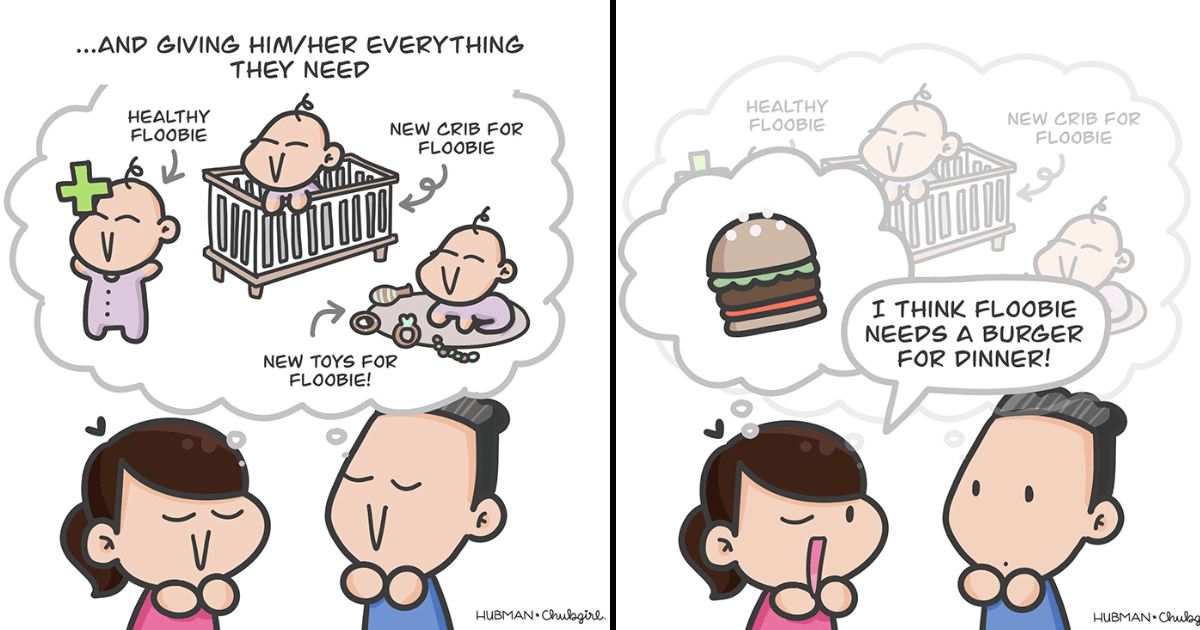 ...AND GIVING HIM/HER EVERYTHING
THEY NEED
HEALTHY
FLOOBIE
NEW CRIB FOR
FLOOBIE
NEW TOYS FOR
FLOOBIE!
HUBMAN • Chubgirl.
HEALTHY
FLOOBIE
NEW CRIB FOR
FLOOBIE
I THINK FLOOBIE
NEEDS A BURGER
FOR DINNER!
HUBMAN • Chubg